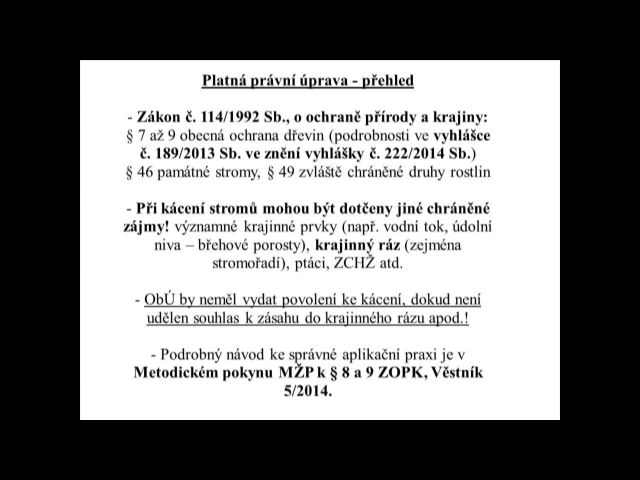 Platná právní úprava - přehled
- Zákon č. 114/1992 Sb., o ochraně přírody a krajiny:
§ 7 až 9 obecná ochrana dřevin (podrobnosti ve vyhlášce
č. 189/2013 Sb. ve znění vyhlášky č. 222/2014 Sb.)
§ 46 památné stromy, § 49 zvláště chráněné druhy rostlin
- Při kácení stromů mohou být dotčeny jiné chráněné
zájmy! významné krajinné prvky (např. vodní tok, údolní
niva – břehové porosty), krajinný ráz (zejména
stromořadí), ptáci, ZCHŽ atd.
- ObÚ by neměl vydat povolení ke kácení, dokud není
udělen souhlas k zásahu do krajinného rázu apod.!
- Podrobný návod ke správné aplikační praxi je v
Metodickém pokynu MŽP k § 8 a 9 ZOPK, Věstník
5/2014.